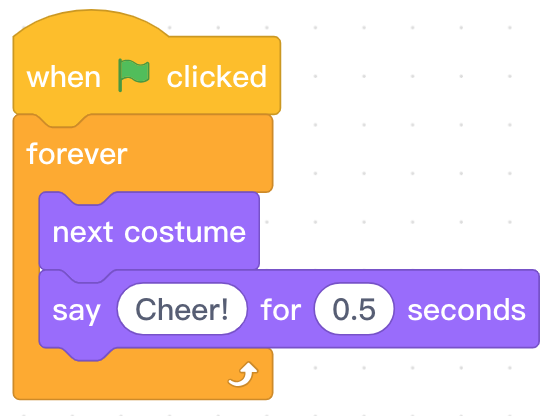 when clicked
forever
next costume
say Cheer! for 0.5 seconds